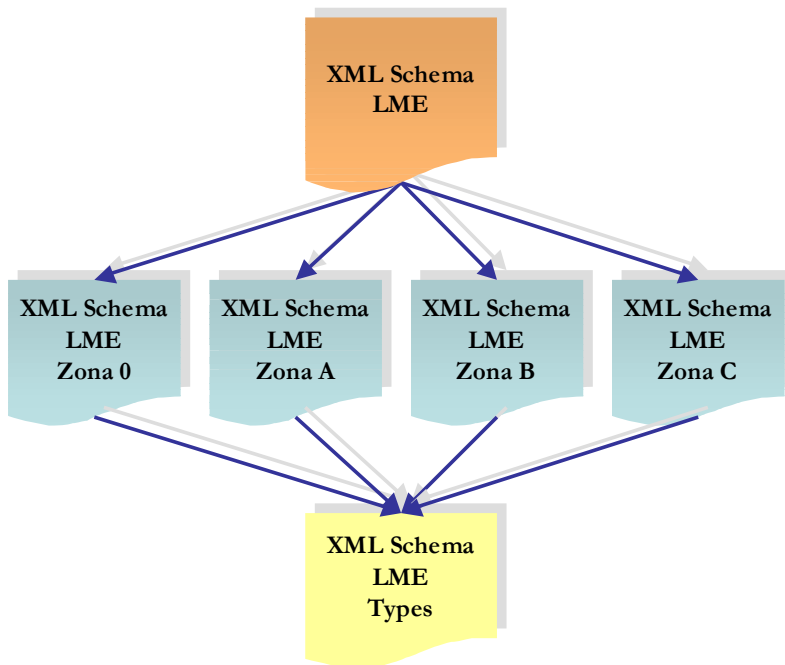 XML Schema
LME
XML Schema
LME
Zona 0
XML Schema
LME
Zona A
XML Schema
LME
Zona B
XML Schema
LME
Zona C
XML Schema
LME
Types